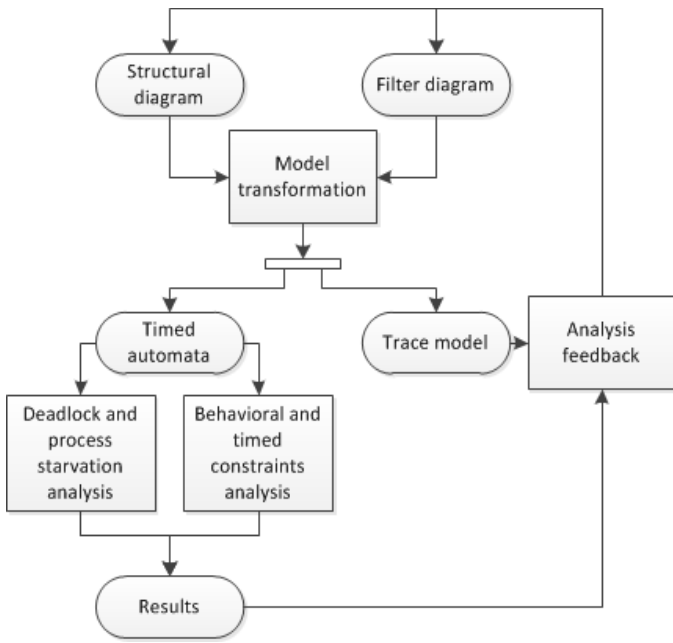 Structural
diagram
Filter diagram
Model
transformation
Timed
automata
Trace model
Analysis
feedback
Deadlock and
process
starvation
analysis
Behavioral and
timed
constraints
analysis
Results